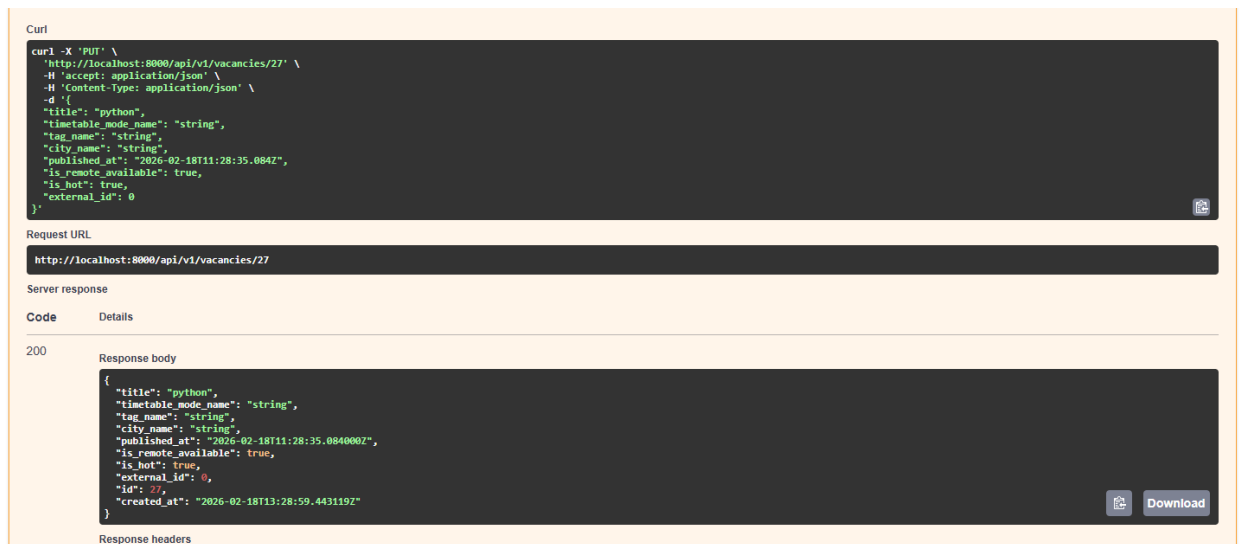 Curl
curl -X 'PUT' \
  'http://localhost:8000/api/v1/vacancies/27' \
  -H 'accept: application/json' \
  -H 'Content-Type: application/json' \
  -d '{
  "title": "python",
  "timetable_mode_name": "string",
  "tag_name": "string",
  "city_name": "string",
  "published_at": "2026-02-18T11:28:35.084Z",
  "is_remote_available": true,
  "is_hot": true,
  "external_id": 0
}'
Request URL
http://localhost:8000/api/v1/vacancies/27
Server response
Code Details
200
Response body
{
  "title": "python",
  "timetable_mode_name": "string",
  "tag_name": "string",
  "city_name": "string",
  "published_at": "2026-02-18T11:28:35.084000Z",
  "is_remote_available": true,
  "is_hot": true,
  "external_id": 0,
  "id": 27,
  "created_at": "2026-02-18T13:28:59.443119Z"
}
Download
Response headers